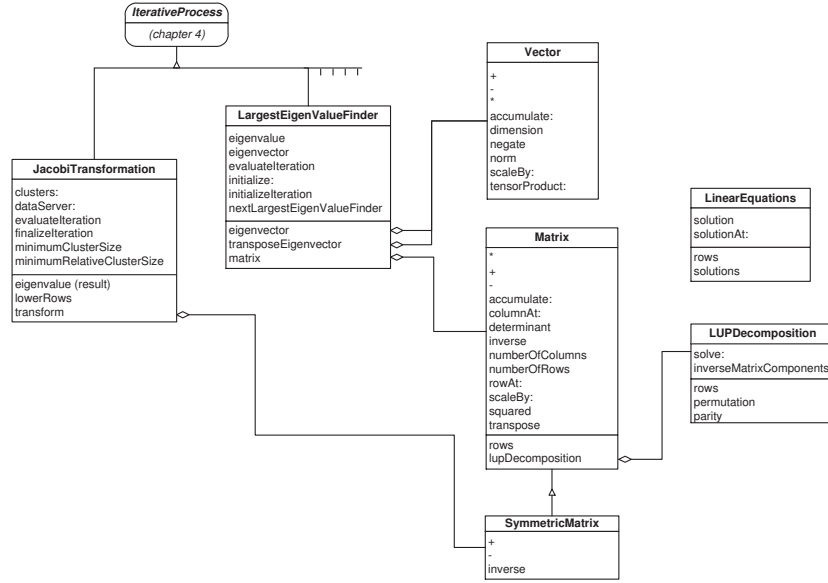 IterativeProcess
(chapter 4)
LargestEigenValueFinder
eigenvalue
eigenvector
evaluateIteration
initialize:
initializeIteration
nextLargestEigenValueFinder
eigenvector
transposeEigenvector
matrix
JacobiTransformation
clusters:
dataServer:
evaluateIteration
finalizeIteration
minimumClusterSize
minimumRelativeClusterSize
eigenvalue (result)
lowerRows
transform
Vector
+
-
*
accumulate:
dimension
negate
norm
scaleBy:
tensorProduct:
Matrix
*
+
-
accumulate:
columnAt:
determinant
inverse
numberOfColumns
numberOfRows
rowAt:
scaleBy:
squared
transpose
rows
lupDecomposition
SymmetricMatrix
+
-
inverse
LinearEquations
solution
solutionAt:
rows
solutions
LUPDecomposition
solve:
inverseMatrixComponents
rows
permutation
parity